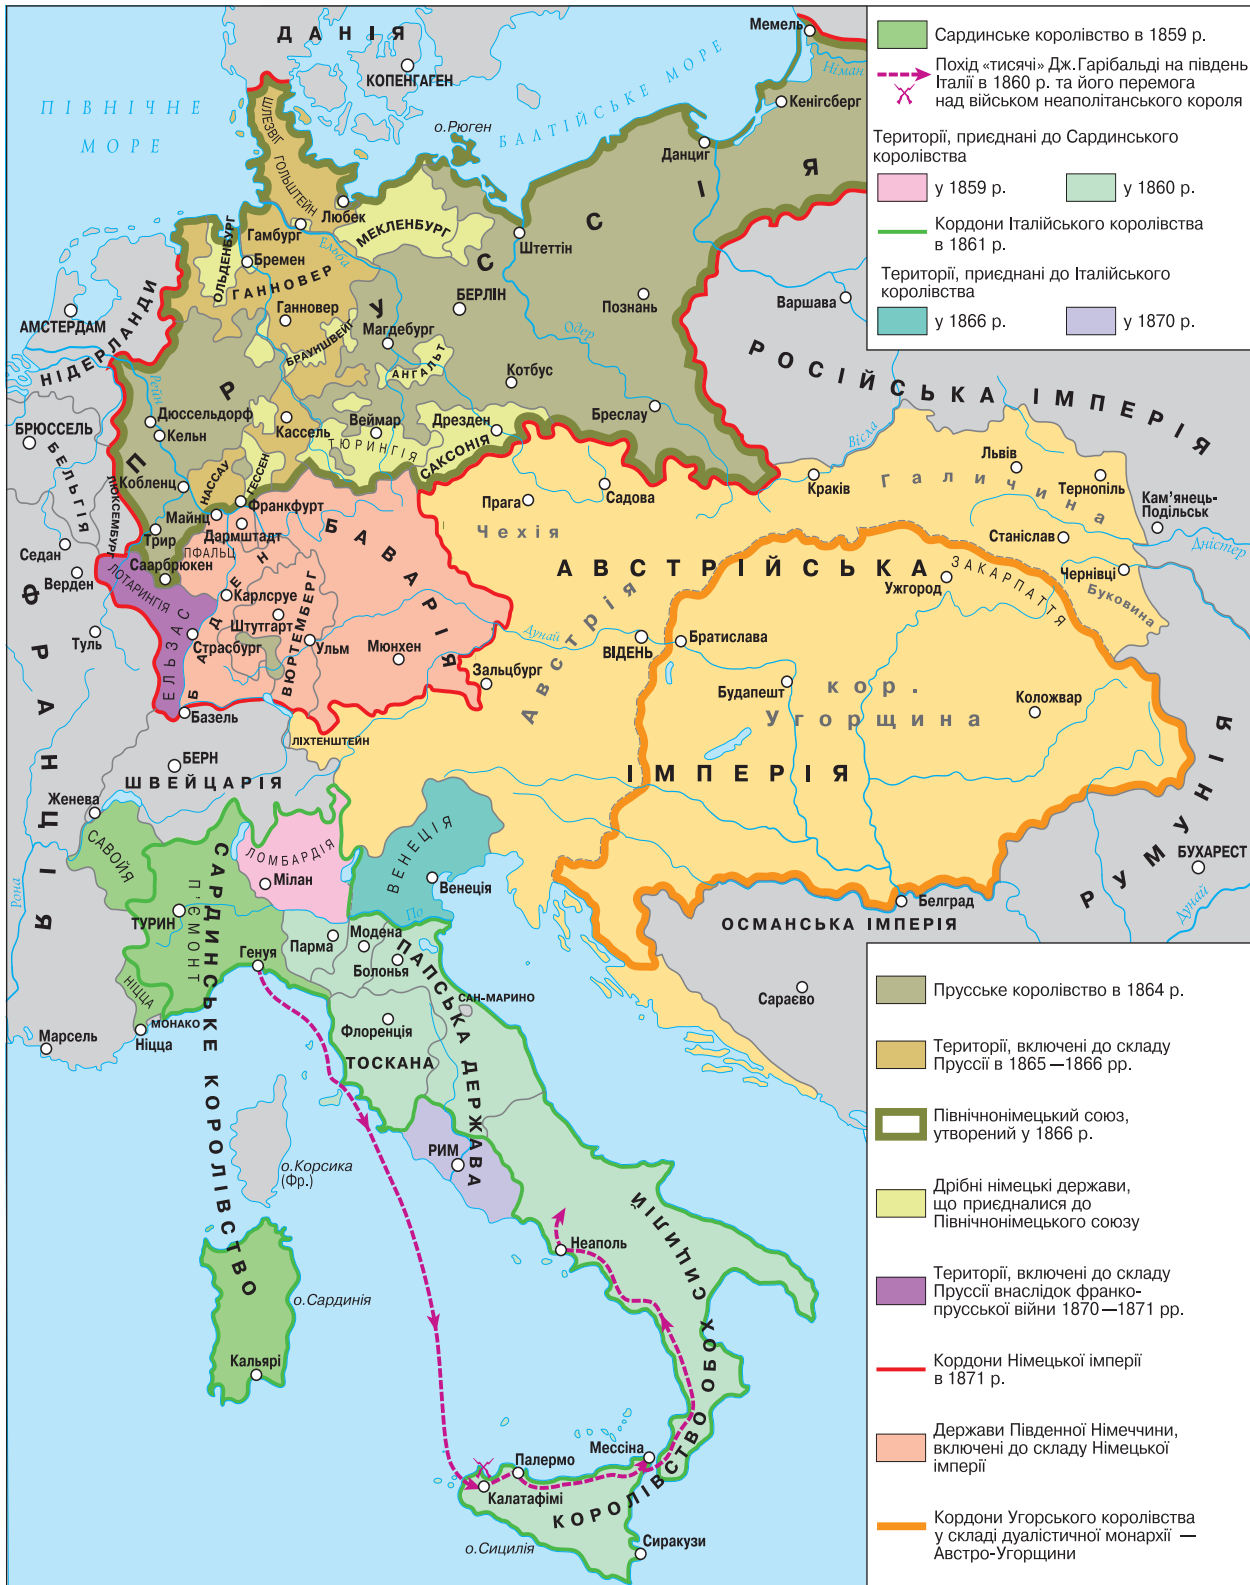 ДАНІЯ
КОПЕНГАГЕН
ПІВНІЧНЕ
МОРЕ
БАЛТІЙСЬКЕ МОРЕ
о.Рюген
Мемель
Німан
Кенігсберг
Данциг
ШЛЕЗВІГ
ГОЛЬШТЕЙН
Любек
Гамбург
МЕКЛЕНБУРГ
Штеттін
Ельба
ОЛЬДЕНБУРГ
Бремен
ГАННОВЕР
Ганновер
БЕРЛІН
Познань
Варшава
АМСТЕРДАМ
НІДЕРЛАНДИ
Магдебург
БРАУНШВЕЙГ
АНГАЛЬТ
Одер
ПРУССІЯ
РОСІЙСЬКА ІМПЕРІЯ
Рейн
Котбус
БРЮССЕЛЬ
БЕЛЬГІЯ
Дюссельдорф
Кельн
Кассель
Веймар
ТЮРИНГІЯ
Дрезден
САКСОНІЯ
Бреслау
Вісла
Кобленц
НАССАУ
ГЕССЕН
ЛЮКСЕМБУРГ
Майнц
Франкфурт
Дармштадт
Трир
ПФАЛЬЦ
Саарбрюкен
БАВАРІЯ
Прага
Чехія
Садова
Краків
Галичина
Львів
Тернопіль
Кам’янець-
Подільськ
Станіслав
Дністер
Чернівці
Буковина
Седан
Верден
Туль
ФРАНЦІЯ
ЛОТАРИНГІЯ
ЕЛЬЗАС
БАДЕН
Карлсруе
Штутгарт
Страсбург
ВЮРТЕМБЕРГ
Ульм
Мюнхен
Базель
Зальцбург
Дунай
ВІДЕНЬ
Австрія
АВСТРІЙСЬКА
ІМПЕРІЯ
Братислава
Ужгород
ЗАКАРПАТТЯ
Будапешт
кор.
Угорщина
Коложвар
ЛІХТЕНШТЕЙН
БЕРН
ШВЕЙЦАРІЯ
Женева
САВОЙЯ
ЛОМБАРДІЯ
Мілан
ВЕНЕЦІЯ
Венеція
По
Рона
ТУРИН
П’ЄМОНТ
САРДИНСЬКЕ КОРОЛІВСТВО
Генуя
НІЦЦА
МОНАКО
Ніцца
Марсель
Парма
Модена
Болонья
ПАПСЬКА ДЕРЖАВА
САН-МАРИНО
Флоренція
ТОСКАНА
РИМ
Белград
ОСМАНСЬКА ІМПЕРІЯ
Сараєво
РУМУНІЯ
БУХАРЕСТ
Дунай
о.Корсика
(Фр.)
о.Сардинія
Кальярі
Неаполь
КОРОЛІВСТВО ОБОХ СИЦИЛІЙ
Палермо
Мессіна
Калатафімі
о.Сицилія
Сиракузи
Сардинське королівство в 1859 р.
Похід «тисячі» Дж.Гарібальді на південь
Італії в 1860 р. та його перемога
над військом неаполітанського короля
Території, приєднані до Сардинського
королівства
у 1859 р.
у 1860 р.
Кордони Італійського королівства
в 1861 р.
Території, приєднані до Італійського
королівства
у 1866 р.
у 1870 р.
Прусське королівство в 1864 р.
Території, включені до складу
Пруссії в 1865—1866 рр.
Північнонімецький союз,
утворений у 1866 р.
Дрібні німецькі держави,
що приєдналися до
Північнонімецького союзу
Території, включені до складу
Пруссії внаслідок франко-
прусської війни 1870—1871 рр.
Кордони Німецької імперії
в 1871 р.
Держави Південної Німеччини,
включені до складу Німецької
імперії
Кордони Угорського королівства
у складі дуалістичної монархії —
Австро-Угорщини